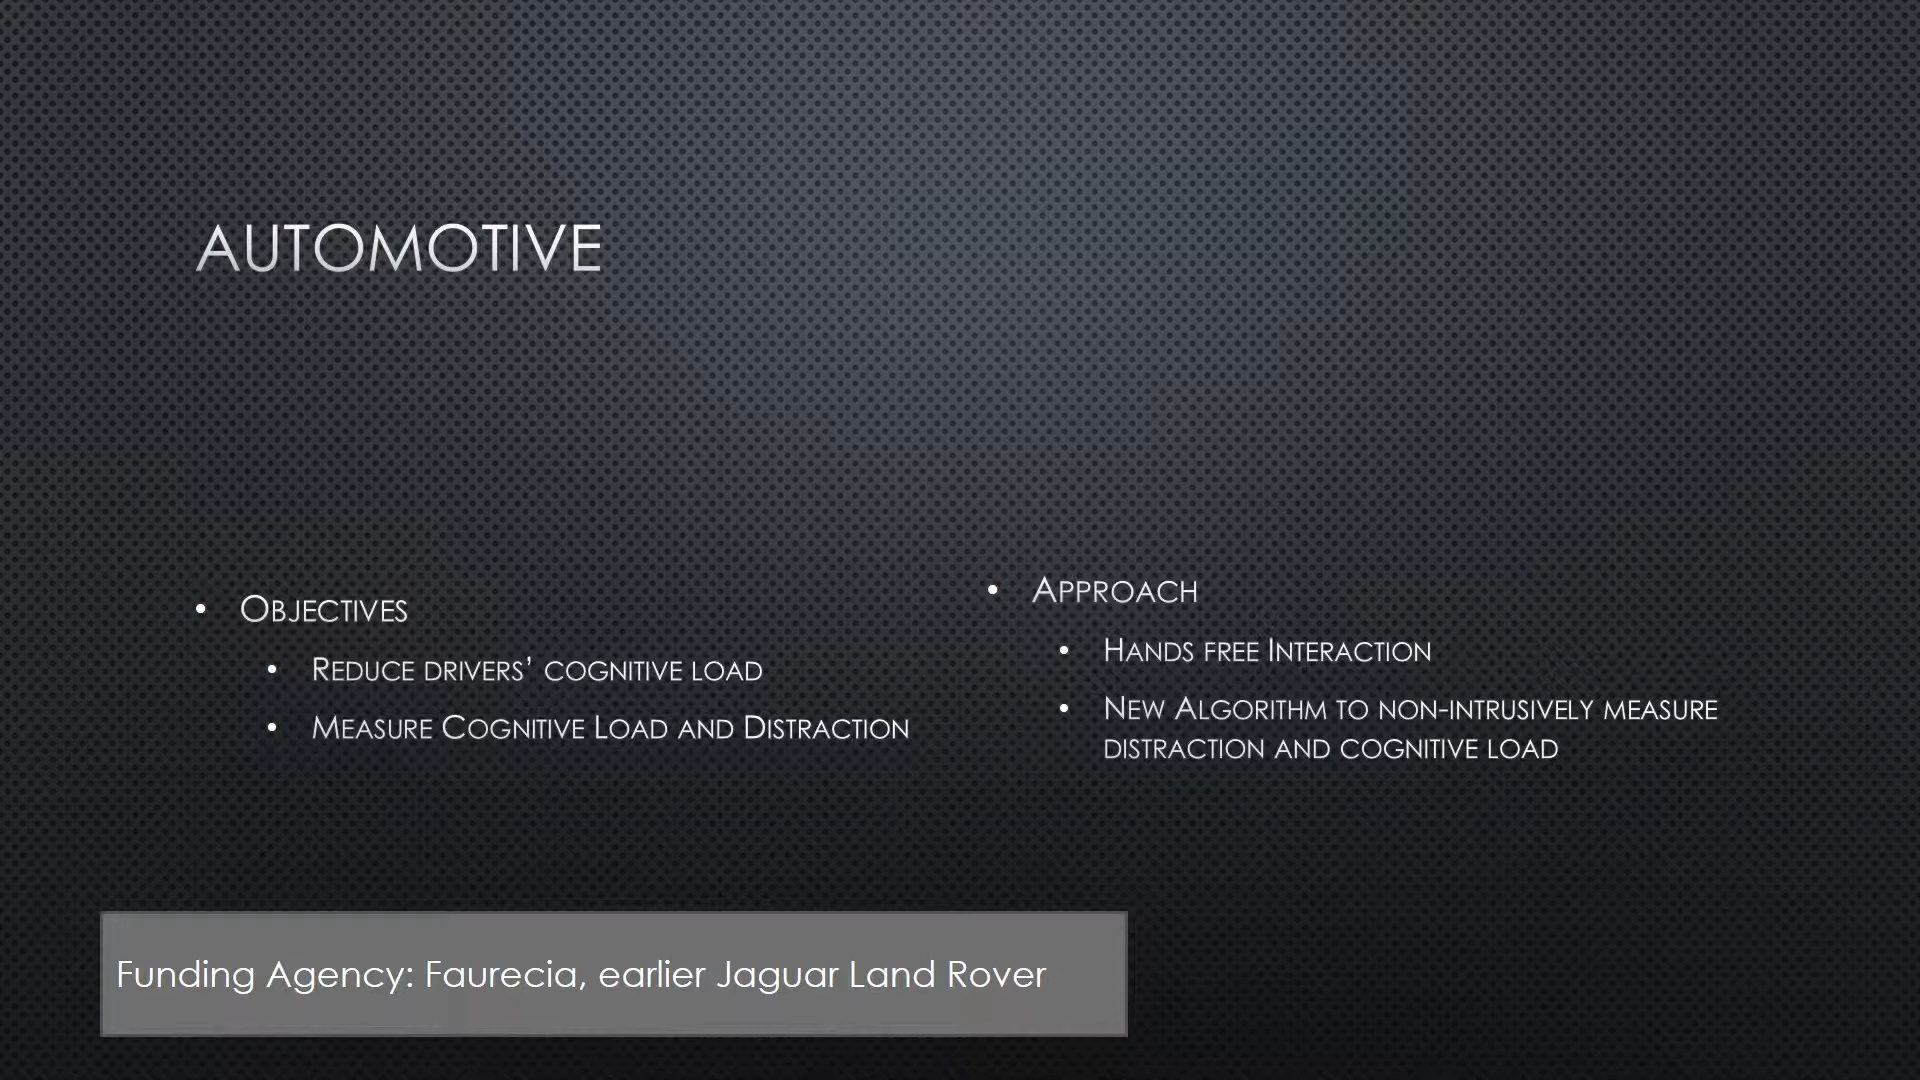 AUTOMOTIVE
• OBJECTIVES
• REDUCE DRIVERS’ COGNITIVE LOAD
• MEASURE COGNITIVE LOAD AND DISTRACTION
• APPROACH
• HANDS FREE INTERACTION
• NEW ALGORITHM TO NON-INTRUSIVELY MEASURE
DISTRACTION AND COGNITIVE LOAD
Funding Agency: Faurecia, earlier Jaguar Land Rover